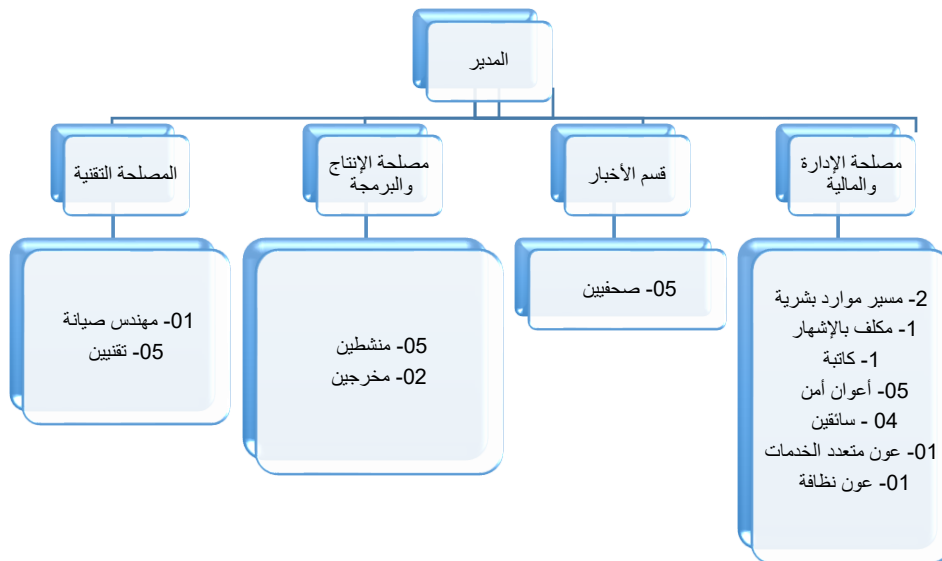 المدير
مصلحة الإدارة
والمالية
قسم الأخبار
مصلحة الإنتاج
والبرمجة
المصلحة التقنية
2- مسير موارد بشرية
1- مكلف بالإشهار
1- كاتبة
05- أعوان أمن
04 - سائقين
01- عون متعدد الخدمات
01- عون نظافة
05- صحفيين
05- منشطين
02- مخرجين
01- مهندس صيانة
05- تقنيين